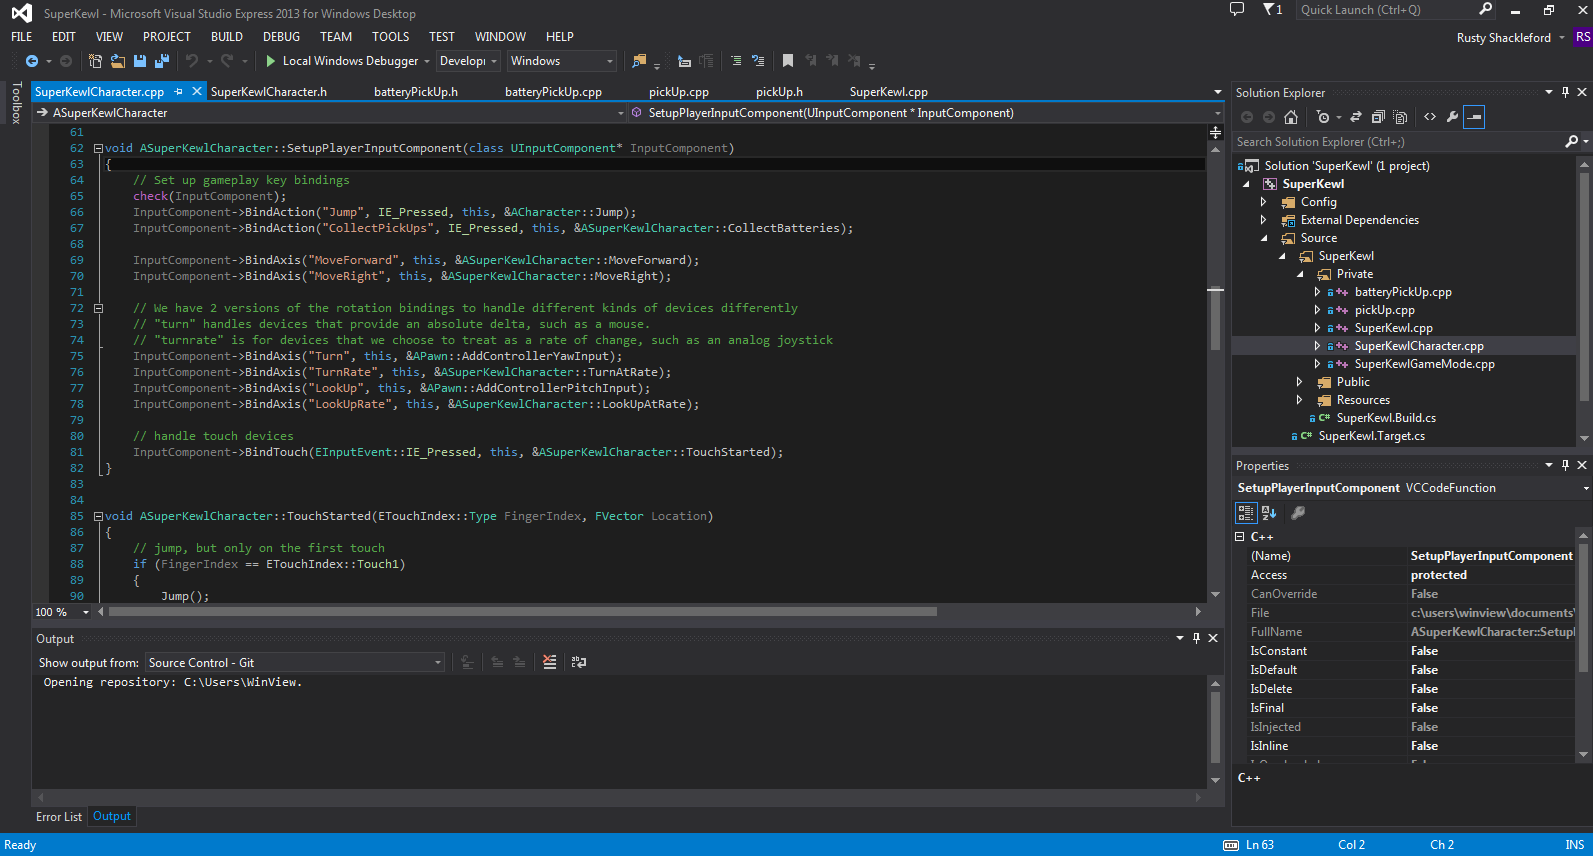 SuperKewl - Microsoft Visual Studio Express 2013 for Windows Desktop
1
Quick Launch (Ctrl+Q)
FILE EDIT VIEW PROJECT BUILD DEBUG TEAM TOOLS TEST WINDOW HELP
Rusty Shackleford RS
Local Windows Debugger Develop Windows
Toolbox
SuperKewlCharacter.cpp SuperKewlCharacter.h batteryPickUp.h batteryPickUp.cpp pickUp.cpp pickUp.h SuperKewl.cpp
ASuperKewlCharacter SetupPlayerInputComponent(UInputComponent * InputComponent)
61
62 void ASuperKewlCharacter::SetupPlayerInputComponent(class UInputComponent* InputComponent)
63 {
64 // Set up gameplay key bindings
65 check(InputComponent);
66 InputComponent->BindAction("Jump", IE_Pressed, this, &ACharacter::Jump);
67 InputComponent->BindAction("CollectPickUps", IE_Pressed, this, &ASuperKewlCharacter::CollectBatteries);
68
69 InputComponent->BindAxis("MoveForward", this, &ASuperKewlCharacter::MoveForward);
70 InputComponent->BindAxis("MoveRight", this, &ASuperKewlCharacter::MoveRight);
71
72 // We have 2 versions of the rotation bindings to handle different kinds of devices differently
73 // "turn" handles devices that provide an absolute delta, such as a mouse.
74 // "turnrate" is for devices that we choose to treat as a rate of change, such as an analog joystick
75 InputComponent->BindAxis("Turn", this, &APawn::AddControllerYawInput);
76 InputComponent->BindAxis("TurnRate", this, &ASuperKewlCharacter::TurnAtRate);
77 InputComponent->BindAxis("LookUp", this, &APawn::AddControllerPitchInput);
78 InputComponent->BindAxis("LookUpRate", this, &ASuperKewlCharacter::LookUpAtRate);
79
80 // handle touch devices
81 InputComponent->BindTouch(EInputEvent::IE_Pressed, this, &ASuperKewlCharacter::TouchStarted);
82 }
83
84
85 void ASuperKewlCharacter::TouchStarted(ETouchIndex::Type FingerIndex, FVector Location)
86 {
87 // jump, but only on the first touch
88 if (FingerIndex == ETouchIndex::Touch1)
89 {
90 Jump();
100 %
Output
Show output from: Source Control - Git
Opening repository: C:\Users\WinView.
Error List Output
Solution Explorer
Search Solution Explorer (Ctrl+;)
Solution 'SuperKewl' (1 project)
SuperKewl
Config
External Dependencies
Source
SuperKewl
Private
batteryPickUp.cpp
pickUp.cpp
SuperKewl.cpp
SuperKewlCharacter.cpp
SuperKewlGameMode.cpp
Public
Resources
C# SuperKewl.Build.cs
C# SuperKewl.Target.cs
Properties
SetupPlayerInputComponent VCCodeFunction
C++
(Name) SetupPlayerInputComponent
Access protected
CanOverride False
File c:\users\winview\documents\
FullName ASuperKewlCharacter::Setup
IsConstant False
IsDefault False
IsDelete False
IsFinal False
IsInjected False
IsInline False
C++
Ready Ln 63 Col 2 Ch 2 INS